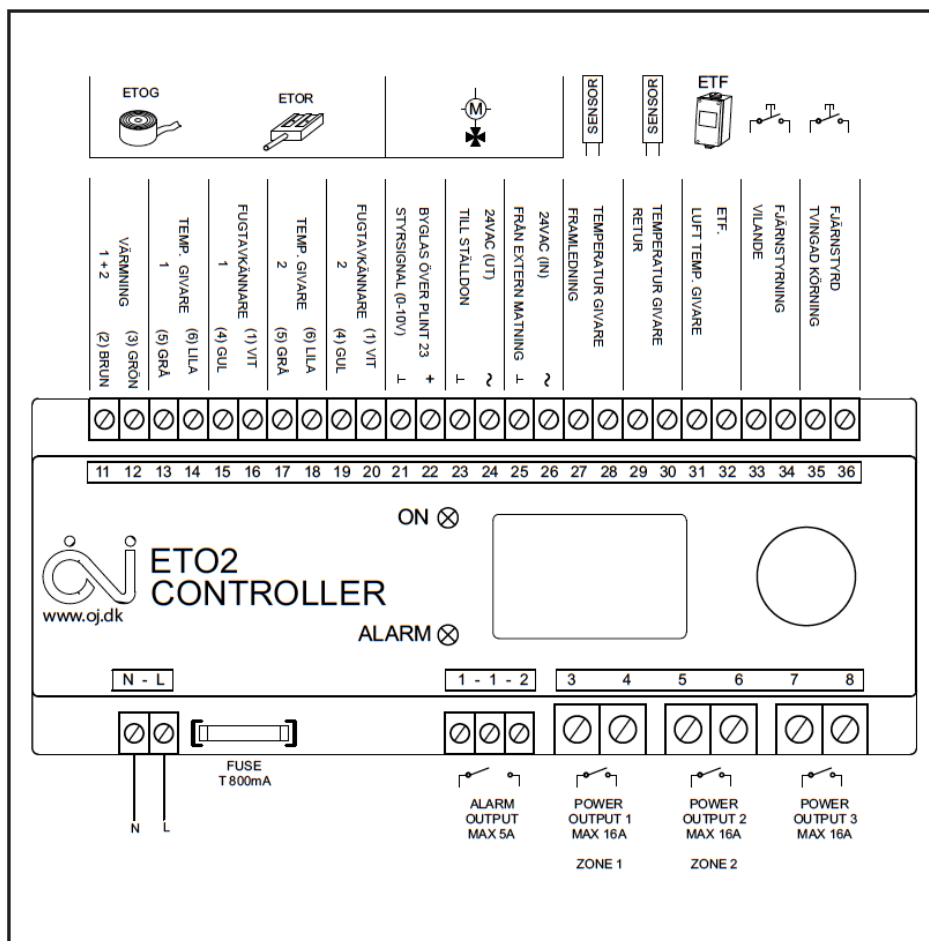 ETOG
ETOR
M
SENSOR
SENSOR
ETF
VÄRMNING
1 + 2
(2) BRUN
(3) GRÖN
TEMP. GIVARE
1
(5) GRÅ
(6) LILA
FUGTAVKÄNNARE
1
(4) GUL
(1) VIT
TEMP. GIVARE
2
(5) GRÅ
(6) LILA
FUGTAVKÄNNARE
2
(4) GUL
(1) VIT
STYRSIGNAL (0-10V) ⊥
BYGLAS ÖVER PLINT 23 +
TILL STÄLLDON ⊥
24VAC (UT) ~
FRÅN EXTERN MATNING ⊥
24VAC (IN) ~
FRAMLEDNING
TEMPERATUR GIVARE
RETUR
TEMPERATUR GIVARE
LUFT TEMP. GIVARE
ETF.
VILANDE
FJÄRNSTYRNING
TVINGAD KÖRNING
FJÄRNSTYRD
11 12 13 14 15 16 17 18 19 20 21 22 23 24 25 26 27 28 29 30 31 32 33 34 35 36
ON
OJ
www.oj.dk
ETO2
CONTROLLER
ALARM
N - L
1 - 1 - 2
3 4
5 6
7 8
FUSE
T 800mA
N L
ALARM
OUTPUT
MAX 5A
POWER
OUTPUT 1
MAX 16A
ZONE 1
POWER
OUTPUT 2
MAX 16A
ZONE 2
POWER
OUTPUT 3
MAX 16A